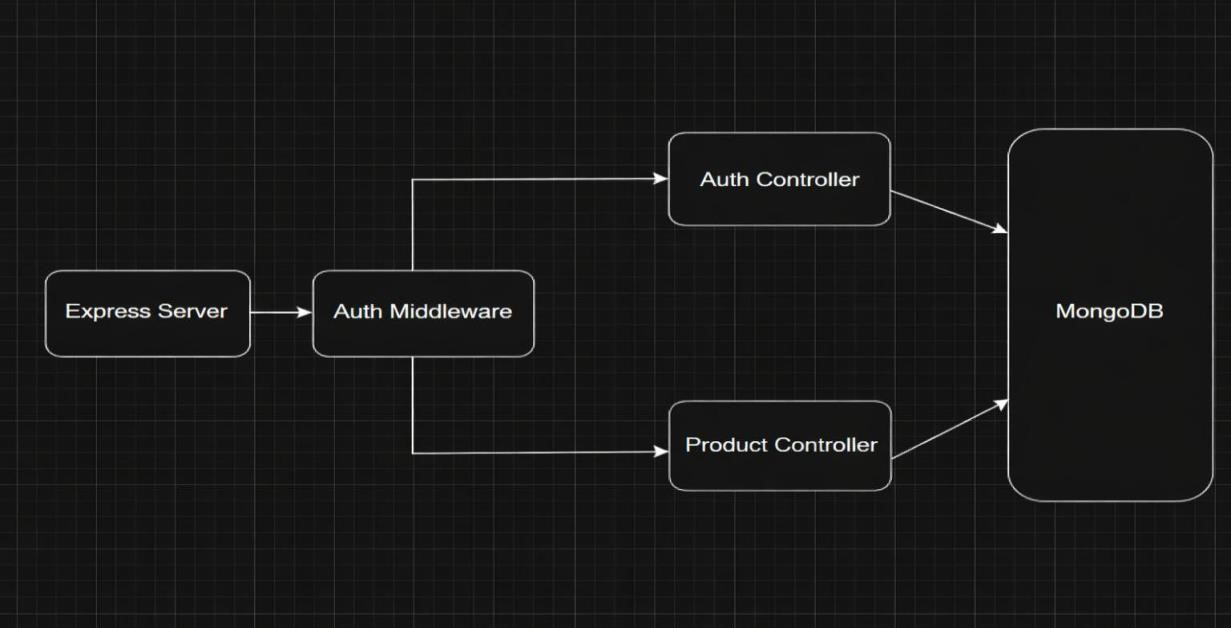 Express Server
Auth Middleware
Auth Controller
Product Controller
MongoDB